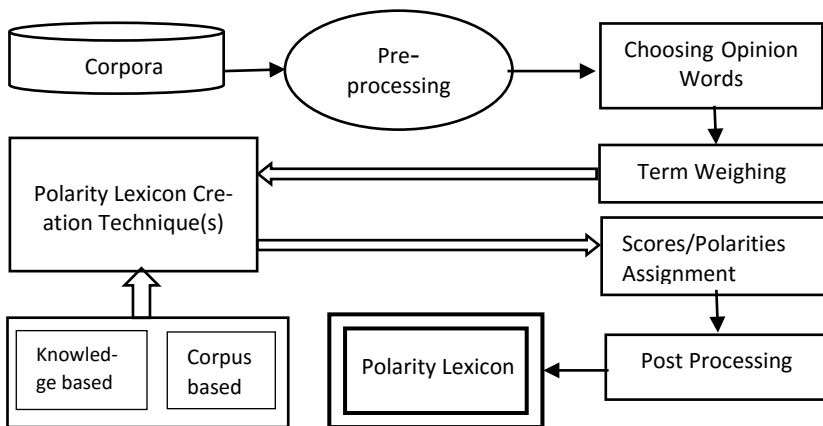 Corpora
Pre-
processing
Choosing Opinion
Words
Term Weighing
Polarity Lexicon Cre-
ation Technique(s)
Scores/Polarities
Assignment
Knowled-
ge based
Corpus
based
Polarity Lexicon
Post Processing